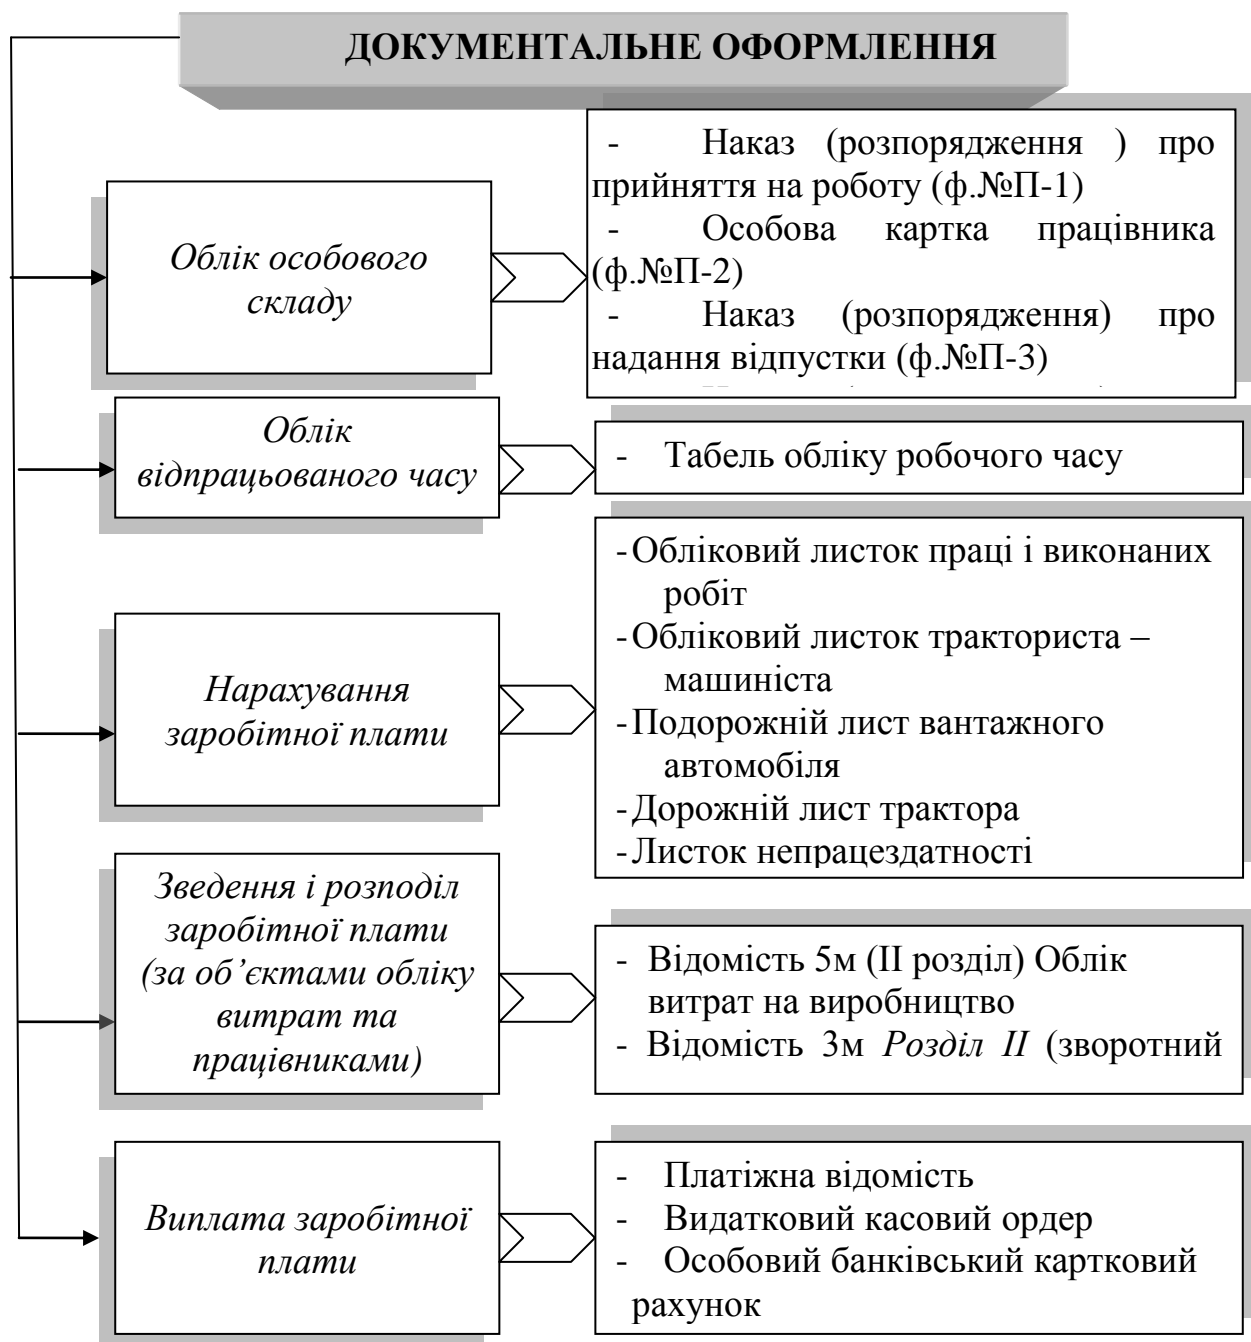 ДОКУМЕНТАЛЬНЕ ОФОРМЛЕННЯ
Облік особового
складу
- Наказ (розпорядження ) про
прийняття на роботу (ф.№П-1)
- Особова картка працівника
(ф.№П-2)
- Наказ (розпорядження) про
надання відпустки (ф.№П-3)
Облік
відпрацьованого часу
- Табель обліку робочого часу
Нарахування
заробітної плати
- Обліковий листок праці і виконаних
робіт
- Обліковий листок тракториста –
машиніста
- Подорожній лист вантажного
автомобіля
- Дорожній лист трактора
- Листок непрацездатності
Зведення і розподіл
заробітної плати
(за об’єктами обліку
витрат та
працівниками)
- Відомість 5м (ІІ розділ) Облік
витрат на виробництво
- Відомість 3м Розділ ІІ (зворотний
Виплата заробітної
плати
- Платіжна відомість
- Видатковий касовий ордер
- Особовий банківський картковий
рахунок